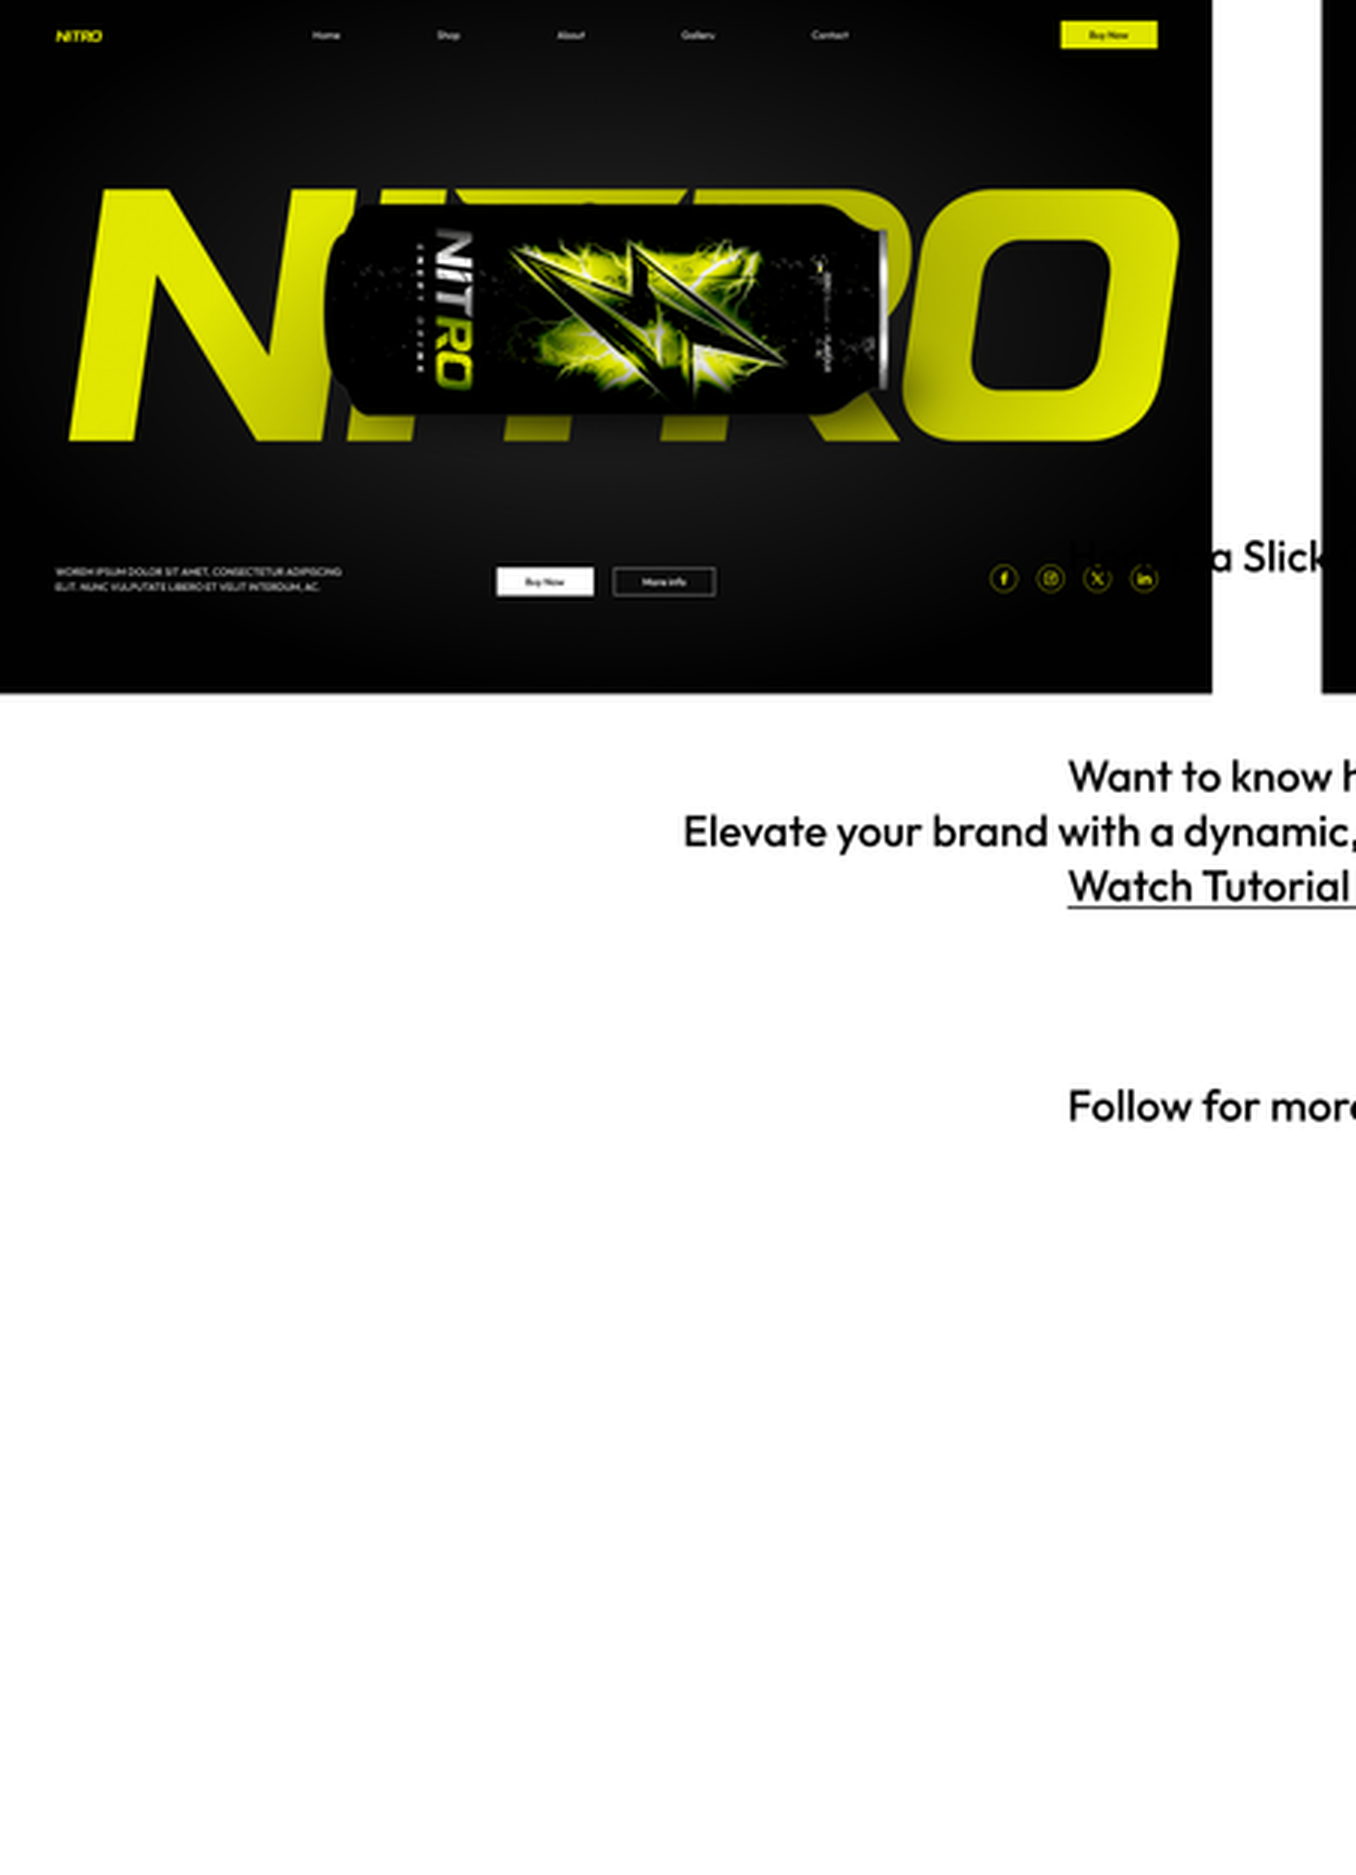 NITRO
Home Shop About Gallery Contact
Buy Now
NITRO
NITRO
ENERGY DRINK
a Slick
WOREM IPSUM DOLOR SIT AMET, CONSECTETUR ADIPISCING
ELIT. NUNC VULPUTATE LIBERO ET VELIT INTERDUM, AC.
Buy Now
More info
Want to know h
Elevate your brand with a dynamic,
Watch Tutorial
Follow for more